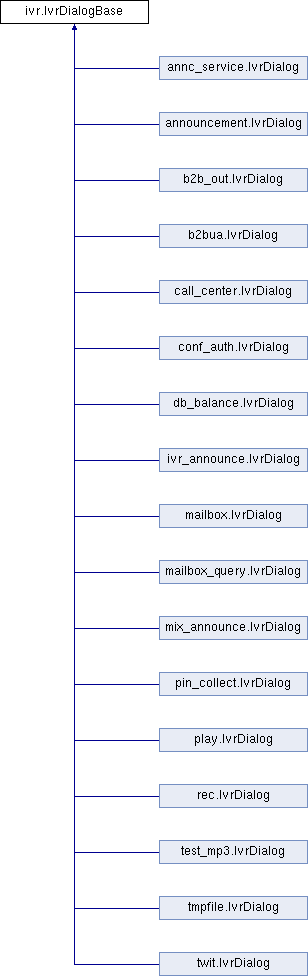 ivr.IvrDialogBase
annc_service.IvrDialog
announcement.IvrDialog
b2b_out.IvrDialog
b2bua.IvrDialog
call_center.IvrDialog
conf_auth.IvrDialog
db_balance.IvrDialog
ivr_announce.IvrDialog
mailbox.IvrDialog
mailbox_query.IvrDialog
mix_announce.IvrDialog
pin_collect.IvrDialog
play.IvrDialog
rec.IvrDialog
test_mp3.IvrDialog
tmpfile.IvrDialog
twit.IvrDialog